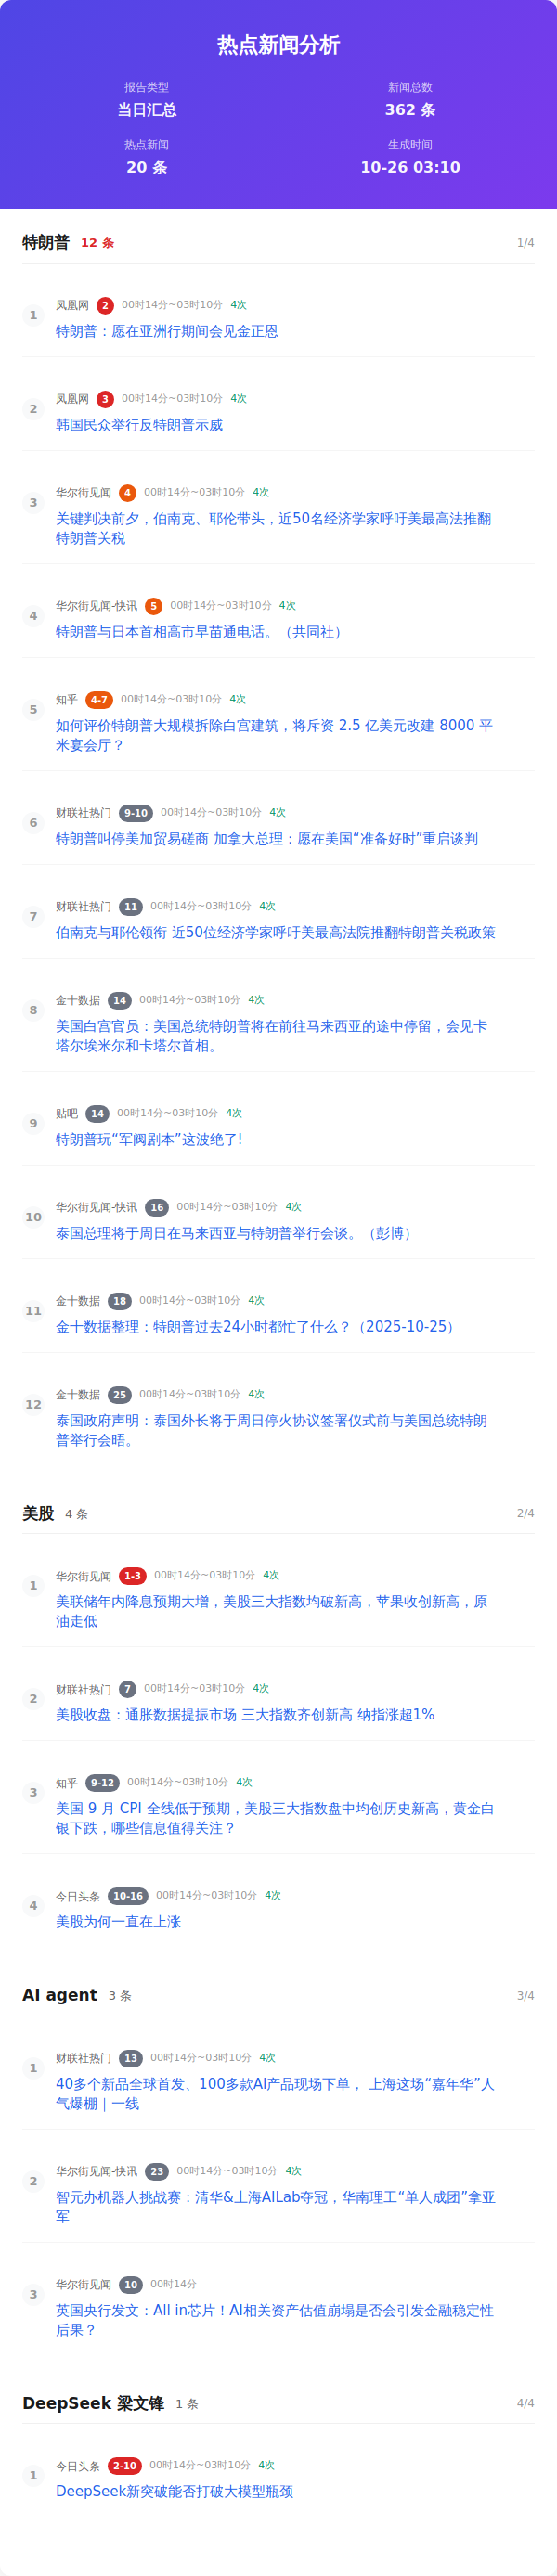 热点新闻分析
报告类型
当日汇总
新闻总数
362 条
热点新闻
20 条
生成时间
10-26 03:10
特朗普 12 条 1/4
1
凤凰网 2 00时14分~03时10分 4次
特朗普：愿在亚洲行期间会见金正恩
2
凤凰网 3 00时14分~03时10分 4次
韩国民众举行反特朗普示威
3
华尔街见闻 4 00时14分~03时10分 4次
关键判决前夕，伯南克、耶伦带头，近50名经济学家呼吁美最高法推翻
特朗普关税
4
华尔街见闻-快讯 5 00时14分~03时10分 4次
特朗普与日本首相高市早苗通电话。（共同社）
5
知乎 4-7 00时14分~03时10分 4次
如何评价特朗普大规模拆除白宫建筑，将斥资 2.5 亿美元改建 8000 平
米宴会厅？
6
财联社热门 9-10 00时14分~03时10分 4次
特朗普叫停美加贸易磋商 加拿大总理：愿在美国“准备好时”重启谈判
7
财联社热门 11 00时14分~03时10分 4次
伯南克与耶伦领衔 近50位经济学家呼吁美最高法院推翻特朗普关税政策
8
金十数据 14 00时14分~03时10分 4次
美国白宫官员：美国总统特朗普将在前往马来西亚的途中停留，会见卡
塔尔埃米尔和卡塔尔首相。
9
贴吧 14 00时14分~03时10分 4次
特朗普玩“军阀剧本”这波绝了!
10
华尔街见闻-快讯 16 00时14分~03时10分 4次
泰国总理将于周日在马来西亚与特朗普举行会谈。（彭博）
11
金十数据 18 00时14分~03时10分 4次
金十数据整理：特朗普过去24小时都忙了什么？（2025-10-25）
12
金十数据 25 00时14分~03时10分 4次
泰国政府声明：泰国外长将于周日停火协议签署仪式前与美国总统特朗
普举行会晤。
美股 4 条 2/4
1
华尔街见闻 1-3 00时14分~03时10分 4次
美联储年内降息预期大增，美股三大指数均破新高，苹果收创新高，原
油走低
2
财联社热门 7 00时14分~03时10分 4次
美股收盘：通胀数据提振市场 三大指数齐创新高 纳指涨超1%
3
知乎 9-12 00时14分~03时10分 4次
美国 9 月 CPI 全线低于预期，美股三大指数盘中均创历史新高，黄金白
银下跌，哪些信息值得关注？
4
今日头条 10-16 00时14分~03时10分 4次
美股为何一直在上涨
AI agent 3 条 3/4
1
财联社热门 13 00时14分~03时10分 4次
40多个新品全球首发、100多款AI产品现场下单， 上海这场“嘉年华”人
气爆棚｜一线
2
华尔街见闻-快讯 23 00时14分~03时10分 4次
智元办机器人挑战赛：清华&上海AILab夺冠，华南理工“单人成团”拿亚
军
3
华尔街见闻 10 00时14分
英国央行发文：All in芯片！AI相关资产估值崩塌是否会引发金融稳定性
后果？
DeepSeek 梁文锋 1 条 4/4
1
今日头条 2-10 00时14分~03时10分 4次
DeepSeek新突破能否打破大模型瓶颈